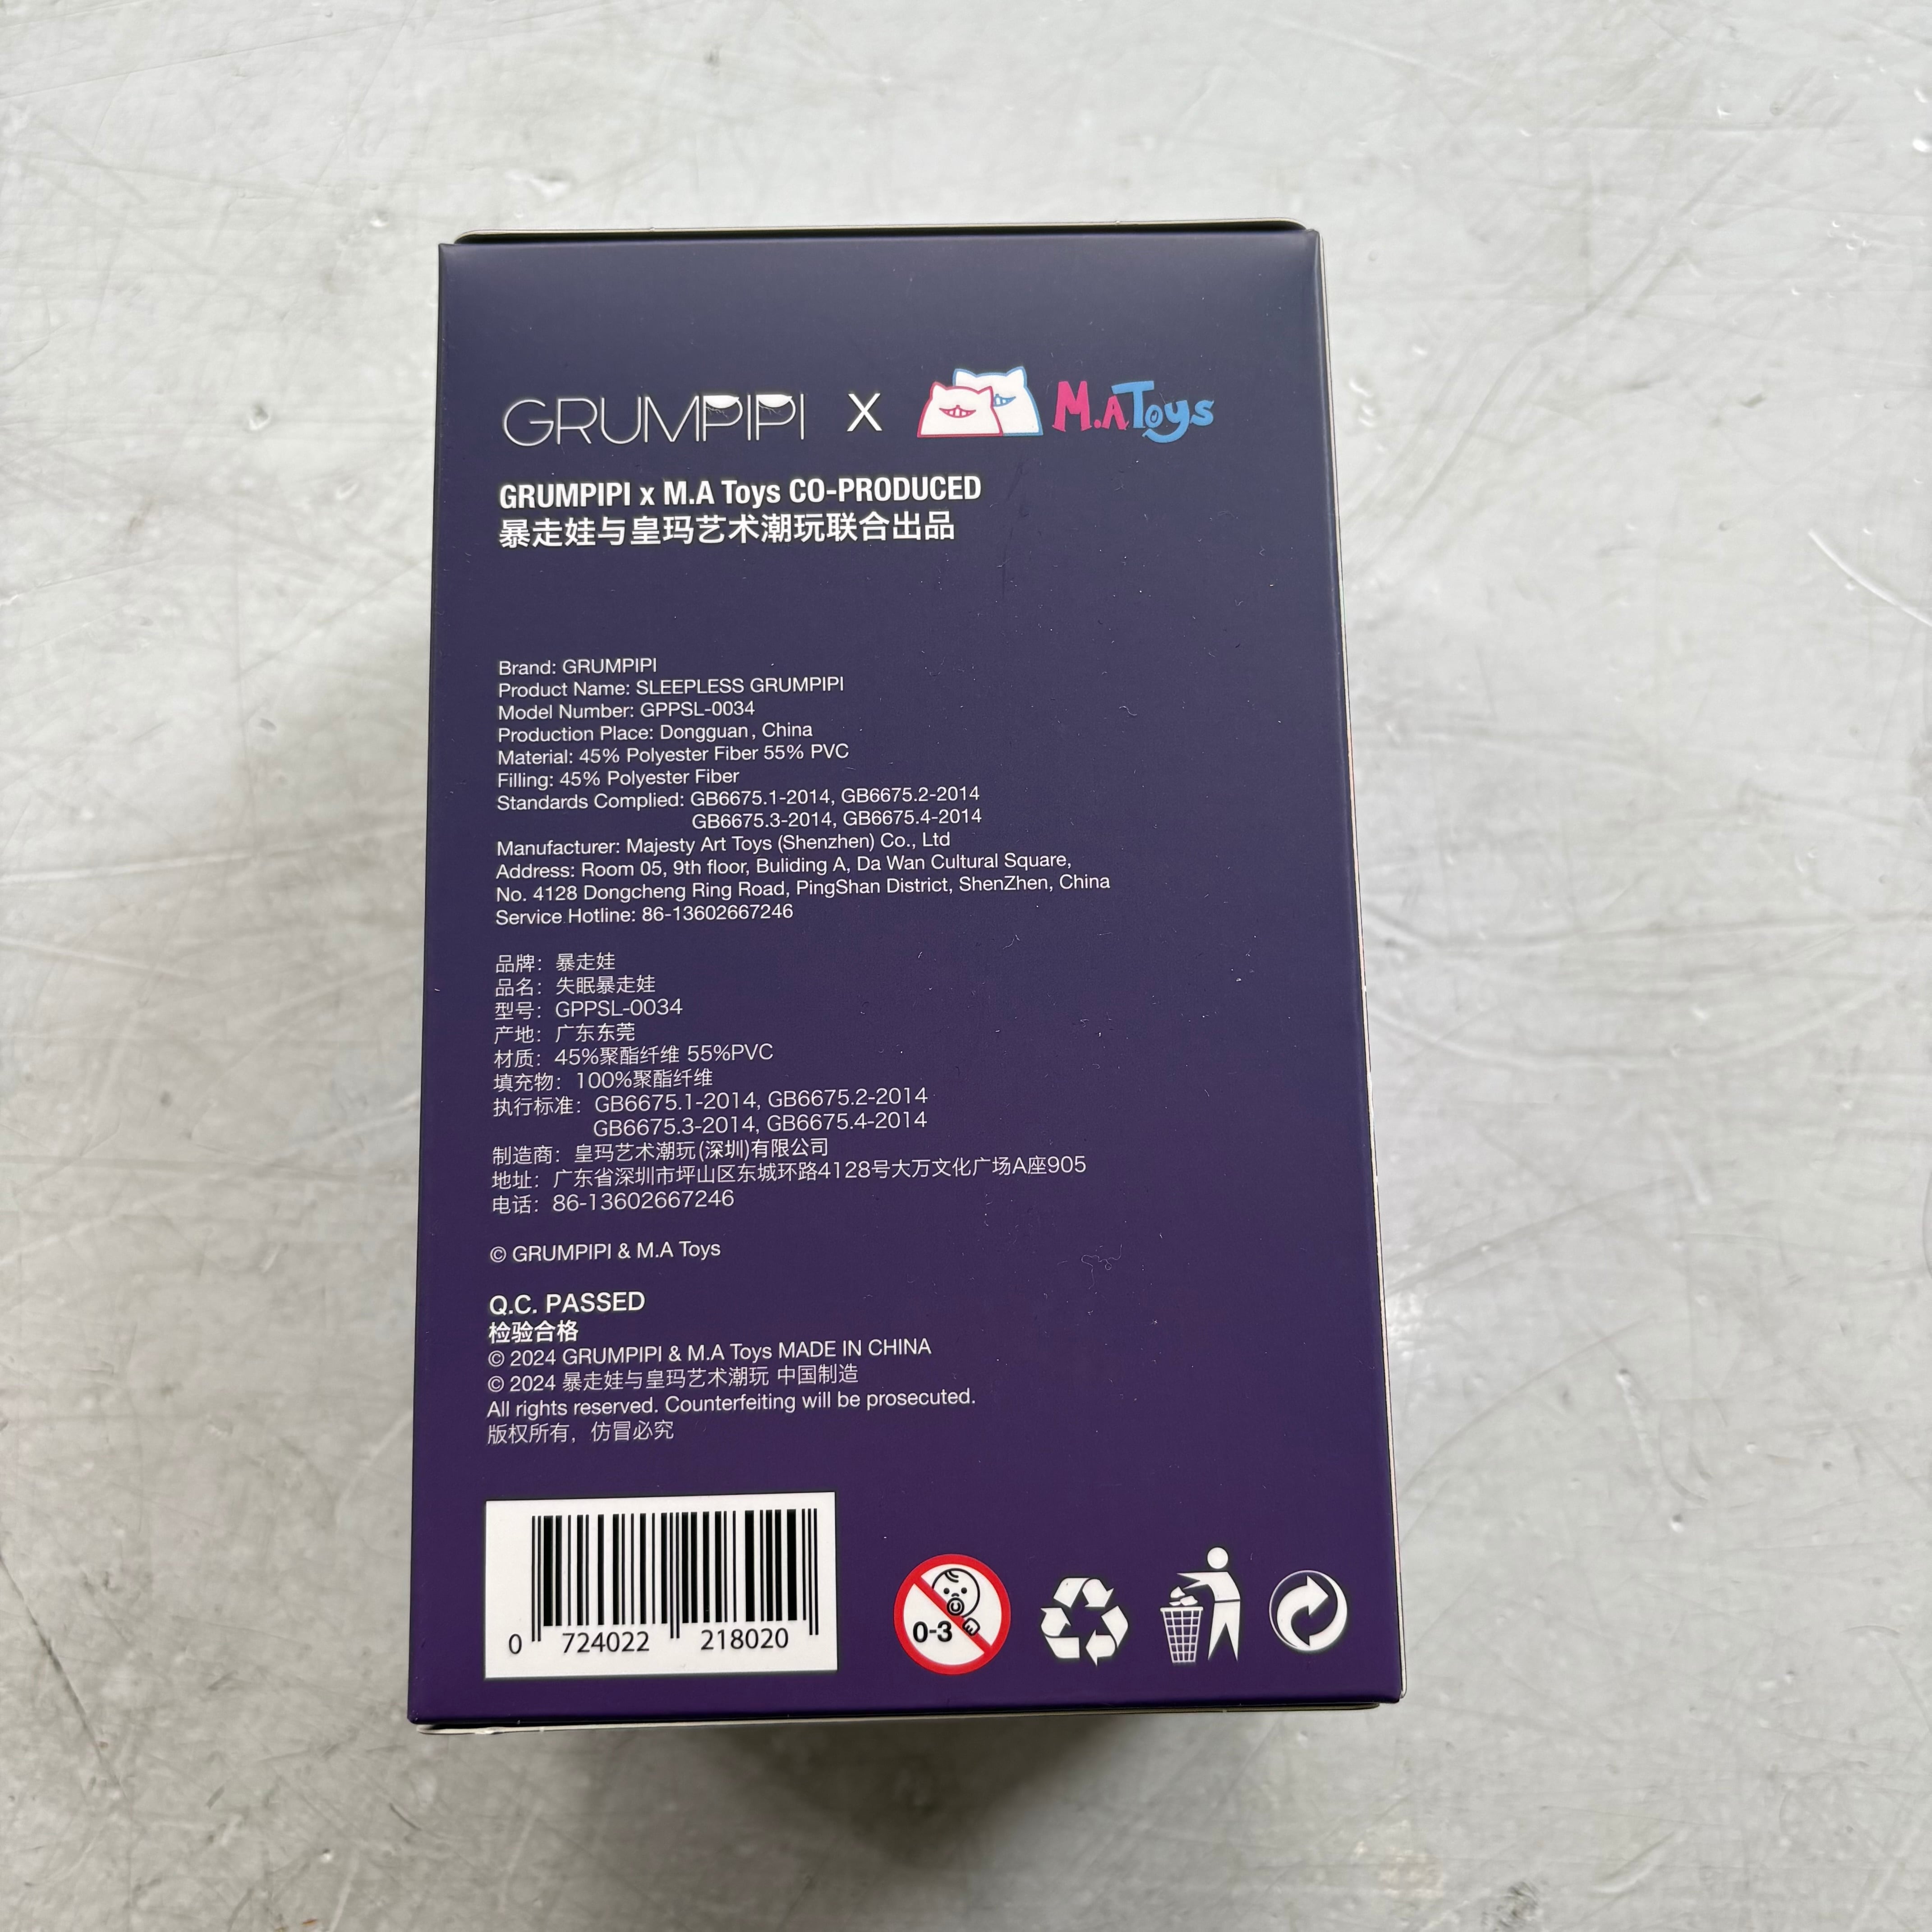 GRUMPIPI X M.A Toys
GRUMPIPI x M.A Toys CO-PRODUCED
暴走娃与皇玛艺术潮玩联合出品
Brand: GRUMPIPI
Product Name: SLEEPLESS GRUMPIPI
Model Number: GPPSL-0034
Production Place: Dongguan, China
Material: 45% Polyester Fiber 55% PVC
Filling: 45% Polyester Fiber
Standards Complied: GB6675.1-2014, GB6675.2-2014
GB6675.3-2014, GB6675.4-2014
Manufacturer: Majesty Art Toys (Shenzhen) Co., Ltd
Address: Room 05, 9th floor, Buliding A, Da Wan Cultural Square,
No. 4128 Dongcheng Ring Road, PingShan District, ShenZhen, China
Service Hotline: 86-13602667246
品牌：暴走娃
品名：失眠暴走娃
型号：GPPSL-0034
产地：广东东莞
材质：45%聚酯纤维 55%PVC
填充物：100%聚酯纤维
执行标准：GB6675.1-2014, GB6675.2-2014
GB6675.3-2014, GB6675.4-2014
制造商：皇玛艺术潮玩(深圳)有限公司
地址：广东省深圳市坪山区东城环路4128号大万文化广场A座905
电话：86-13602667246
© GRUMPIPI & M.A Toys
Q.C. PASSED
检验合格
© 2024 GRUMPIPI & M.A Toys MADE IN CHINA
© 2024 暴走娃与皇玛艺术潮玩 中国制造
All rights reserved. Counterfeiting will be prosecuted.
版权所有，仿冒必究
0 724022 218020
0-3